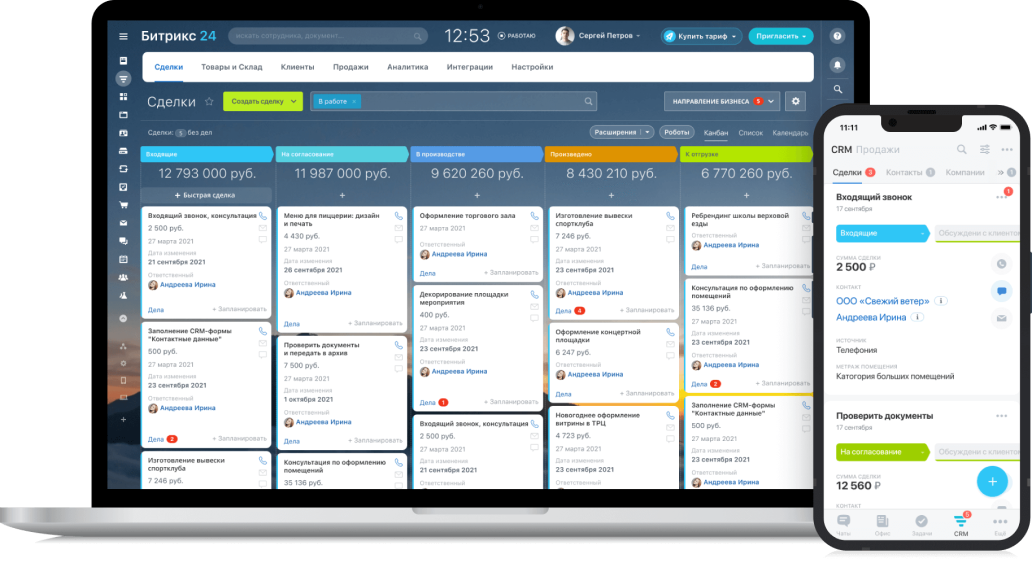 Битрикс 24
искать сотрудника, документ...
12:53
РАБОТАЮ
Сергей Петров
Купить тариф
Пригласить
Сделки
Товары и Склад
Клиенты
Продажи
Аналитика
Интеграции
Настройки
Сделки
Создать сделку
В работе ×
НАПРАВЛЕНИЕ БИЗНЕСА 5
Сделки: 5 без дел
Расширения
Роботы
Канбан
Список
Календарь
Входящие
12 793 000 руб.
+ Быстрая сделка
Входящий звонок, консультация
2 500 руб.
27 марта 2021
Дата изменения
21 сентября 2021
Ответственный
Андреева Ирина
Дела
+ Запланировать
Заполнение CRM-формы
"Контактные данные"
500 руб.
27 марта 2021
Дата изменения
23 сентября 2021
Ответственный
Андреева Ирина
Дела 2
+ Запланировать
Изготовление вывески
спортклуба
7 246 руб.
На согласование
11 987 000 руб.
+
Меню для пиццерии: дизайн
и печать
4 430 руб.
27 марта 2021
Дата изменения
26 сентября 2021
Ответственный
Андреева Ирина
Дела
+ Запланировать
Проверить документы
и передать в архив
7 500 руб.
27 марта 2021
Дата изменения
1 октября 2021
Ответственный
Андреева Ирина
Дела
+ Запланировать
Консультация по оформлению
помещений
35 136 руб.
В производстве
9 620 260 руб.
+
Оформление торгового зала
27 марта 2021
Ответственный
Андреева Ирина
Дела
+ Запланировать
Декорирование площадки
мероприятия
400 руб.
27 марта 2021
Дата изменения
23 сентября 2021
Ответственный
Андреева Ирина
Дела 1
+ Запланировать
Входящий звонок, консультация
2 500 руб.
27 марта 2021
Дата изменения
21 сентября 2021
Ответственный
Произведено
8 430 210 руб.
+
Изготовление вывески
спортклуба
7 246 руб.
27 марта 2021
Дата изменения
23 сентября 2021
Ответственный
Андреева Ирина
Дела 4
+ Запланировать
Оформление концертной
площадки
6 247 руб.
27 марта 2021
Ответственный
Андреева Ирина
Дела
+ Запланировать
Новогоднее оформление
витрины в ТРЦ
4 723 руб.
27 марта 2021
Дата изменения
23 сентября 2021
Ответственный
К отгрузке
6 770 260 руб.
+
Ребрендинг школы верховой
езды
Ответственный
Андреева Ирина
Дела
+ Запланировать
Консультация по оформлению
помещений
35 136 руб.
27 марта 2021
Дата изменения
23 сентября 2021
Ответственный
Андреева Ирина
Дела 2
+ Запланировать
Заполнение CRM-формы
"Контактные данные"
500 руб.
27 марта 2021
Дата изменения
23 сентября 2021
Ответственный
Андреева Ирина
11:11
CRM Продажи
Сделки 3
Контакты 1
Компании
» 1
Входящий звонок
1
17 сентября
Входящие
Обсуждение с клиентом
СУММА СДЕЛКИ
2 500 ₽
КОНТАКТ
ООО «Свежий ветер»
Андреева Ирина
ИСТОЧНИК
Телефония
МЕТРАЖ ПОМЕЩЕНИЯ
Категория больших помещений
Проверить документы
17 сентября
На согласование
Обсуждение с клиентом
СУММА СДЕЛКИ
12 560 ₽
КОНТАКТ
+
5
Чаты
Офис
Задачи
CRM
Ещё